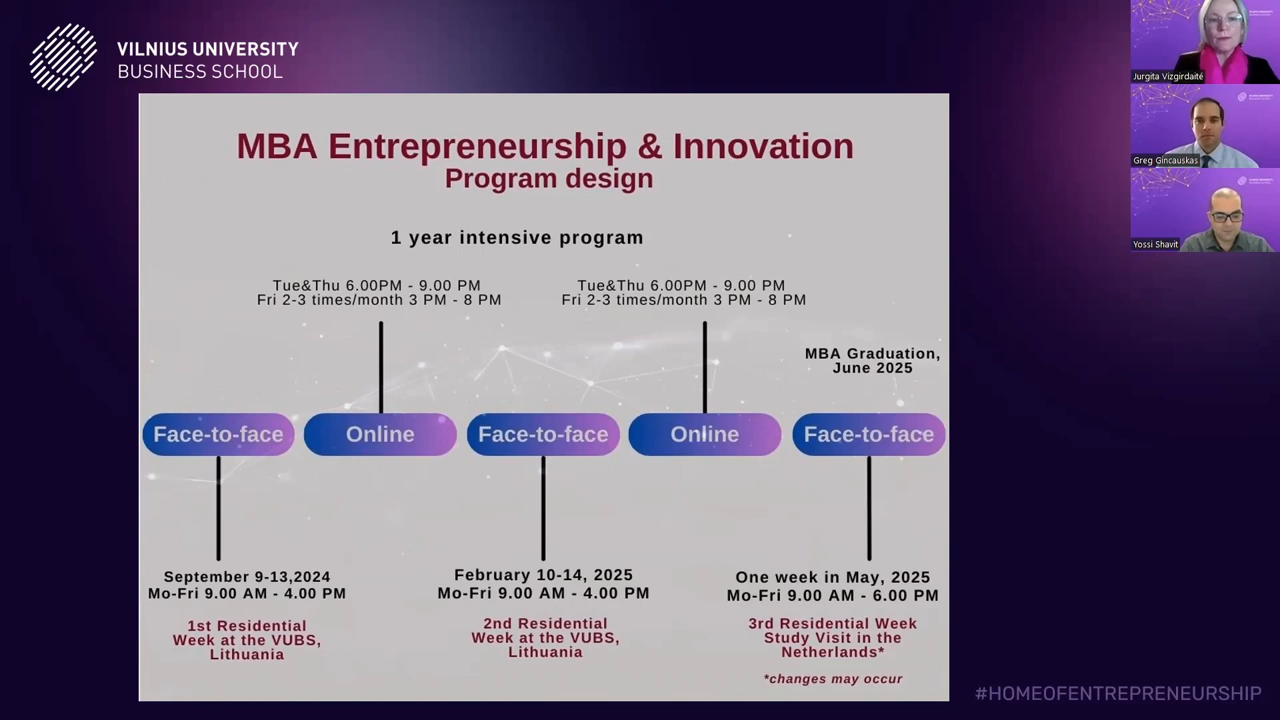 VILNIUS UNIVERSITY
BUSINESS SCHOOL
MBA Entrepreneurship & Innovation
Program design
1 year intensive program
Tue&Thu 6.00PM - 9.00 PM
Fri 2-3 times/month 3 PM - 8 PM
Tue&Thu 6.00PM - 9.00 PM
Fri 2-3 times/month 3 PM - 8 PM
MBA Graduation,
June 2025
Face-to-face
Online
Face-to-face
Online
Face-to-face
September 9-13,2024
Mo-Fri 9.00 AM - 4.00 PM
1st Residential
Week at the VUBS,
Lithuania
February 10-14, 2025
Mo-Fri 9.00 AM - 4.00 PM
2nd Residential
Week at the VUBS,
Lithuania
One week in May, 2025
Mo-Fri 9.00 AM - 6.00 PM
3rd Residential Week
Study Visit in the
Netherlands*
*changes may occur
Jurgita Vizgirdaitė
Greg Gincauskas
Yossi Shavit
#HOMEOFENTREPRENEURSHIP